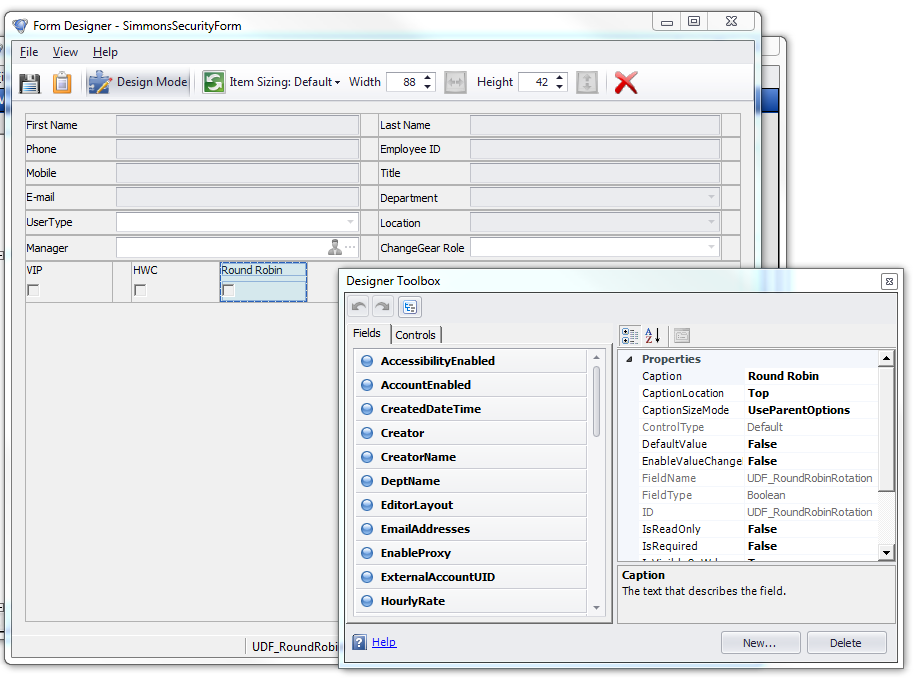 Form Designer - SimmonsSecurityForm
File View Help
Design Mode Item Sizing: Default Width 88 Height 42
First Name Last Name
Phone Employee ID
Mobile Title
E-mail Department
UserType Location
Manager ... ChangeGear Role
VIP HWC Round Robin
Designer Toolbox
Fields Controls
AccessibilityEnabled
AccountEnabled
CreatedDateTime
Creator
CreatorName
DeptName
EditorLayout
EmailAddresses
EnableProxy
ExternalAccountUID
HourlyRate
Properties
Caption Round Robin
CaptionLocation Top
CaptionSizeMode UseParentOptions
ControlType Default
DefaultValue False
EnableValueChange False
FieldName UDF_RoundRobinRotation
FieldType Boolean
ID UDF_RoundRobinRotation
IsReadOnly False
IsRequired False
Caption
The text that describes the field.
Help New... Delete
UDF_RoundRobi